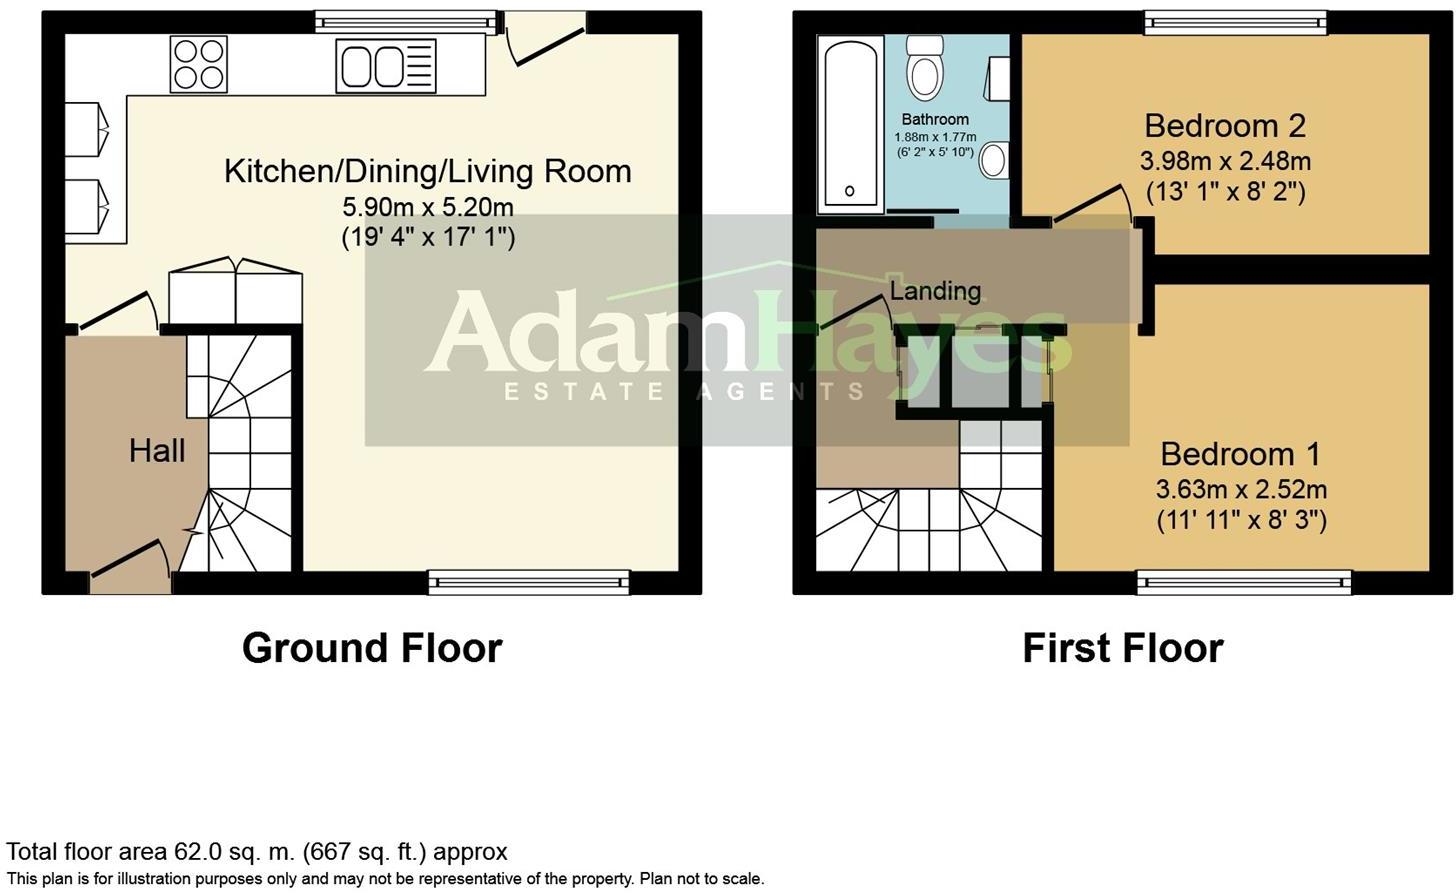 Kitchen/Dining/Living Room
5.90m x 5.20m
(19' 4" x 17' 1")
Hall
Ground Floor
Bathroom
1.88m x 1.77m
(6' 2" x 5' 10")
Bedroom 2
3.98m x 2.48m
(13' 1" x 8' 2")
Landing
Bedroom 1
3.63m x 2.52m
(11' 11" x 8' 3")
First Floor
AdamHayes
ESTATE AGENTS
Total floor area 62.0 sq. m. (667 sq. ft.) approx
This plan is for illustration purposes only and may not be representative of the property. Plan not to scale.